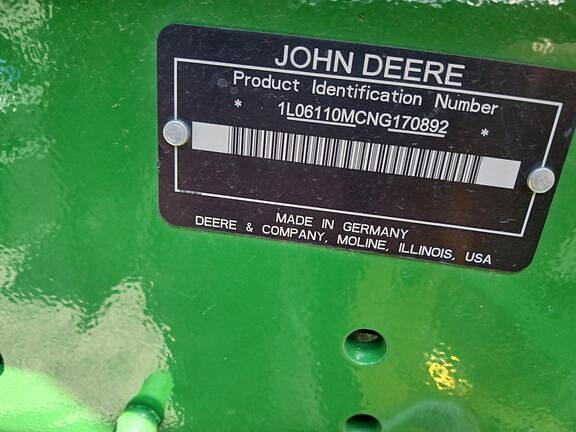 JOHN DEERE
Product Identification Number
* 1L06110MCNG170892 *
MADE IN GERMANY
DEERE & COMPANY, MOLINE, ILLINOIS, USA